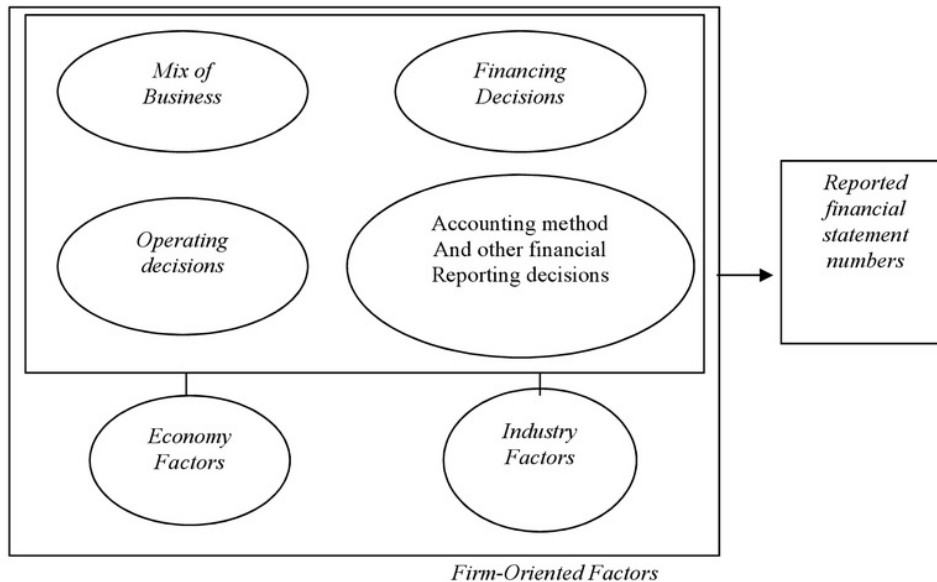 Mix of
Business
Financing
Decisions
Operating
decisions
Accounting method
And other financial
Reporting decisions
Reported
financial
statement
numbers
Economy
Factors
Industry
Factors
Firm-Oriented Factors